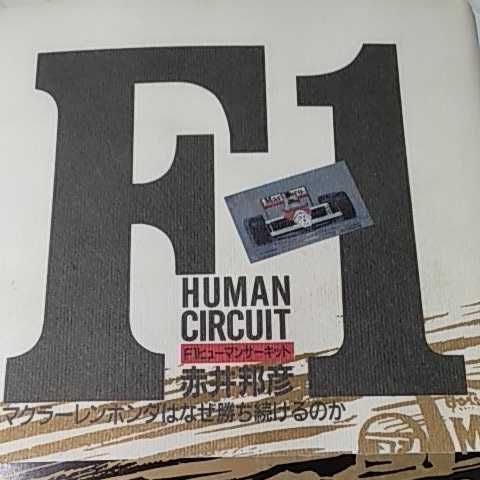 F1
Marlboro
HUMAN
CIRCUIT
F1ヒューマンサーキット
赤井邦彦
マクラーレンホンダはなぜ勝ち続けるのか